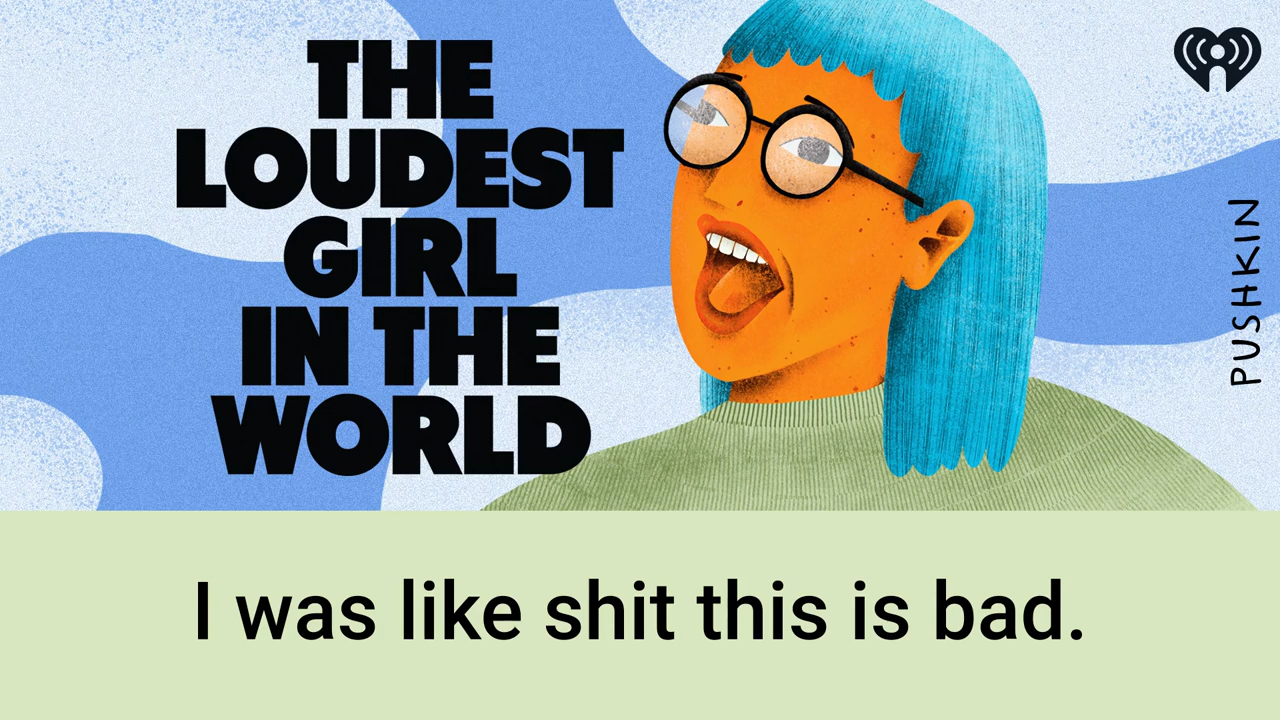 THE
LOUDEST
GIRL
IN THE
WORLD
PUSHKIN
I was like shit this is bad.